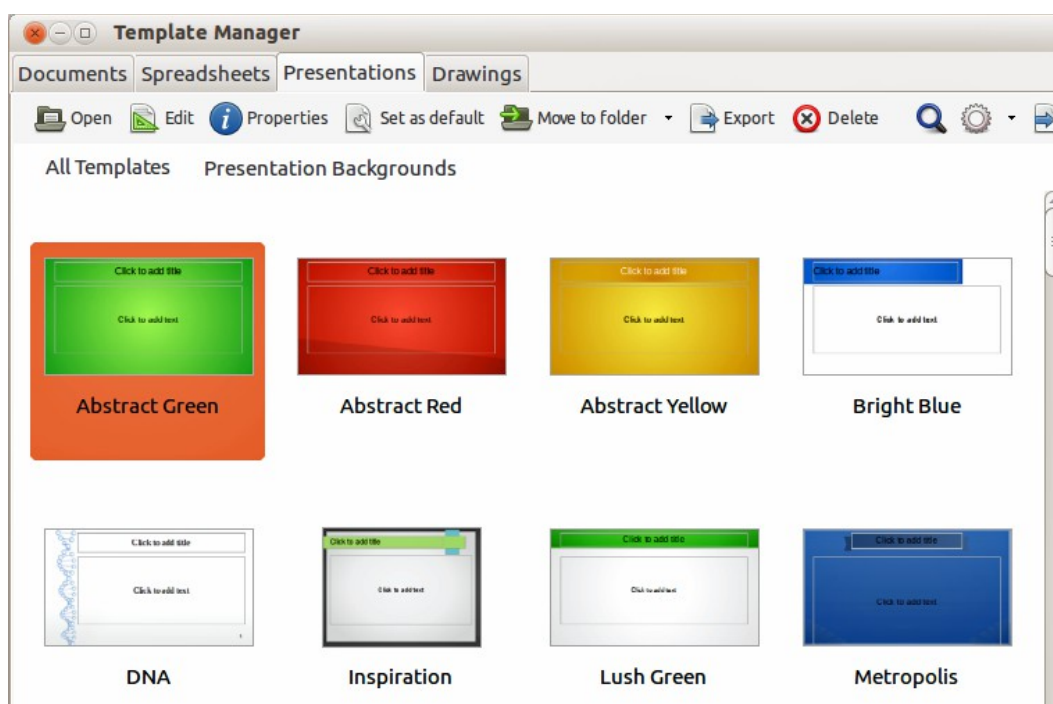 Template Manager
Documents Spreadsheets Presentations Drawings
Open Edit Properties Set as default Move to folder Export Delete
All Templates Presentation Backgrounds
Click to add title Click to add title Click to add title Click to add title
Click to add text Click to add text Click to add text Click to add text
Abstract Green Abstract Red Abstract Yellow Bright Blue
Click to add title Click to add title Click to add title Click to add title
Click to add text Click to add text Click to add text Click to add text
DNA Inspiration Lush Green Metropolis